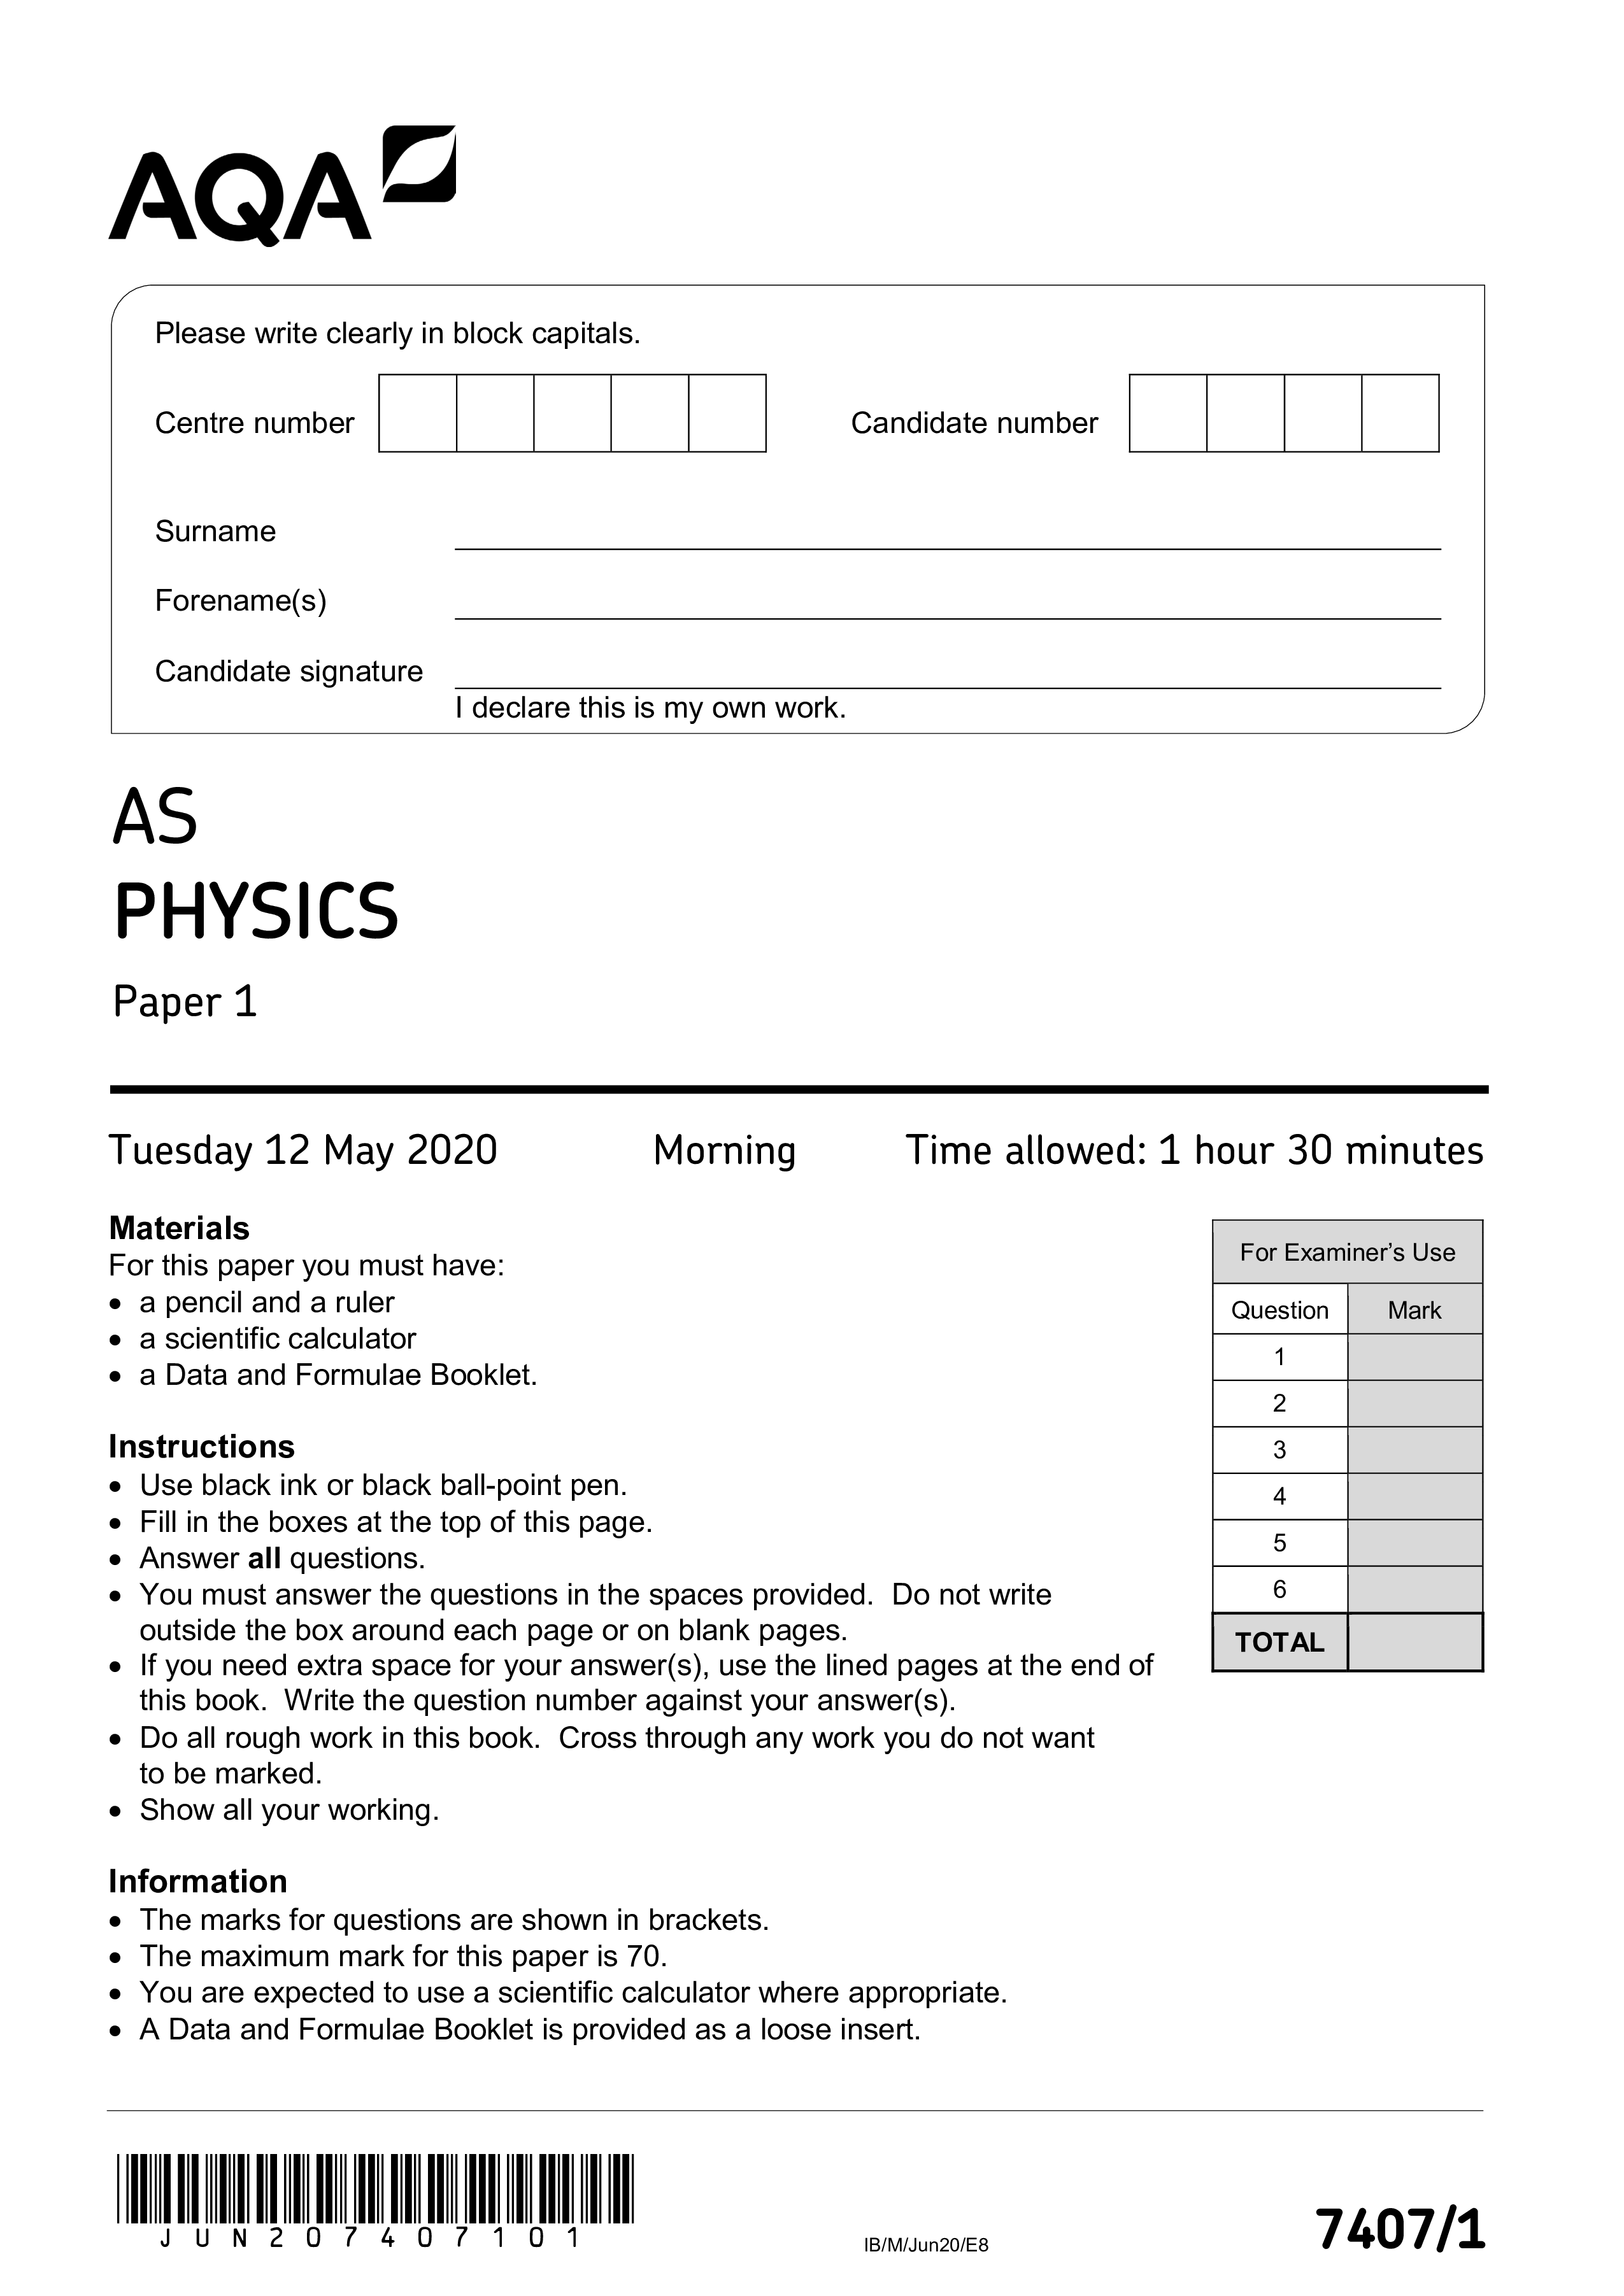 AQA
Please write clearly in block capitals.
Centre number
Candidate number
Surname
Forename(s)
Candidate signature
I declare this is my own work.
AS
PHYSICS
Paper 1
Tuesday 12 May 2020 Morning Time allowed: 1 hour 30 minutes
Materials
For this paper you must have:
• a pencil and a ruler
• a scientific calculator
• a Data and Formulae Booklet.
Instructions
• Use black ink or black ball-point pen.
• Fill in the boxes at the top of this page.
• Answer all questions.
• You must answer the questions in the spaces provided. Do not write
outside the box around each page or on blank pages.
• If you need extra space for your answer(s), use the lined pages at the end of
this book. Write the question number against your answer(s).
• Do all rough work in this book. Cross through any work you do not want
to be marked.
• Show all your working.
Information
• The marks for questions are shown in brackets.
• The maximum mark for this paper is 70.
• You are expected to use a scientific calculator where appropriate.
• A Data and Formulae Booklet is provided as a loose insert.
For Examiner's Use
Question Mark
1
2
3
4
5
6
TOTAL
JUN207407101
IB/M/Jun20/E8
7407/1